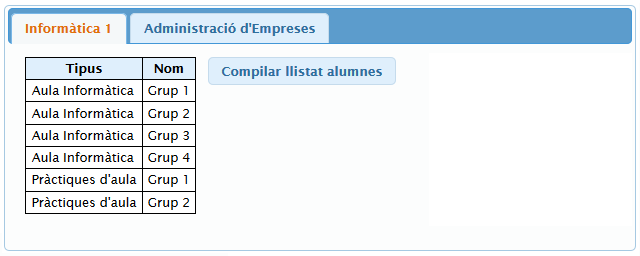 Informàtica 1 Administració d'Empreses
Tipus Nom Compilar llistat alumnes
Aula Informàtica Grup 1
Aula Informàtica Grup 2
Aula Informàtica Grup 3
Aula Informàtica Grup 4
Pràctiques d'aula Grup 1
Pràctiques d'aula Grup 2